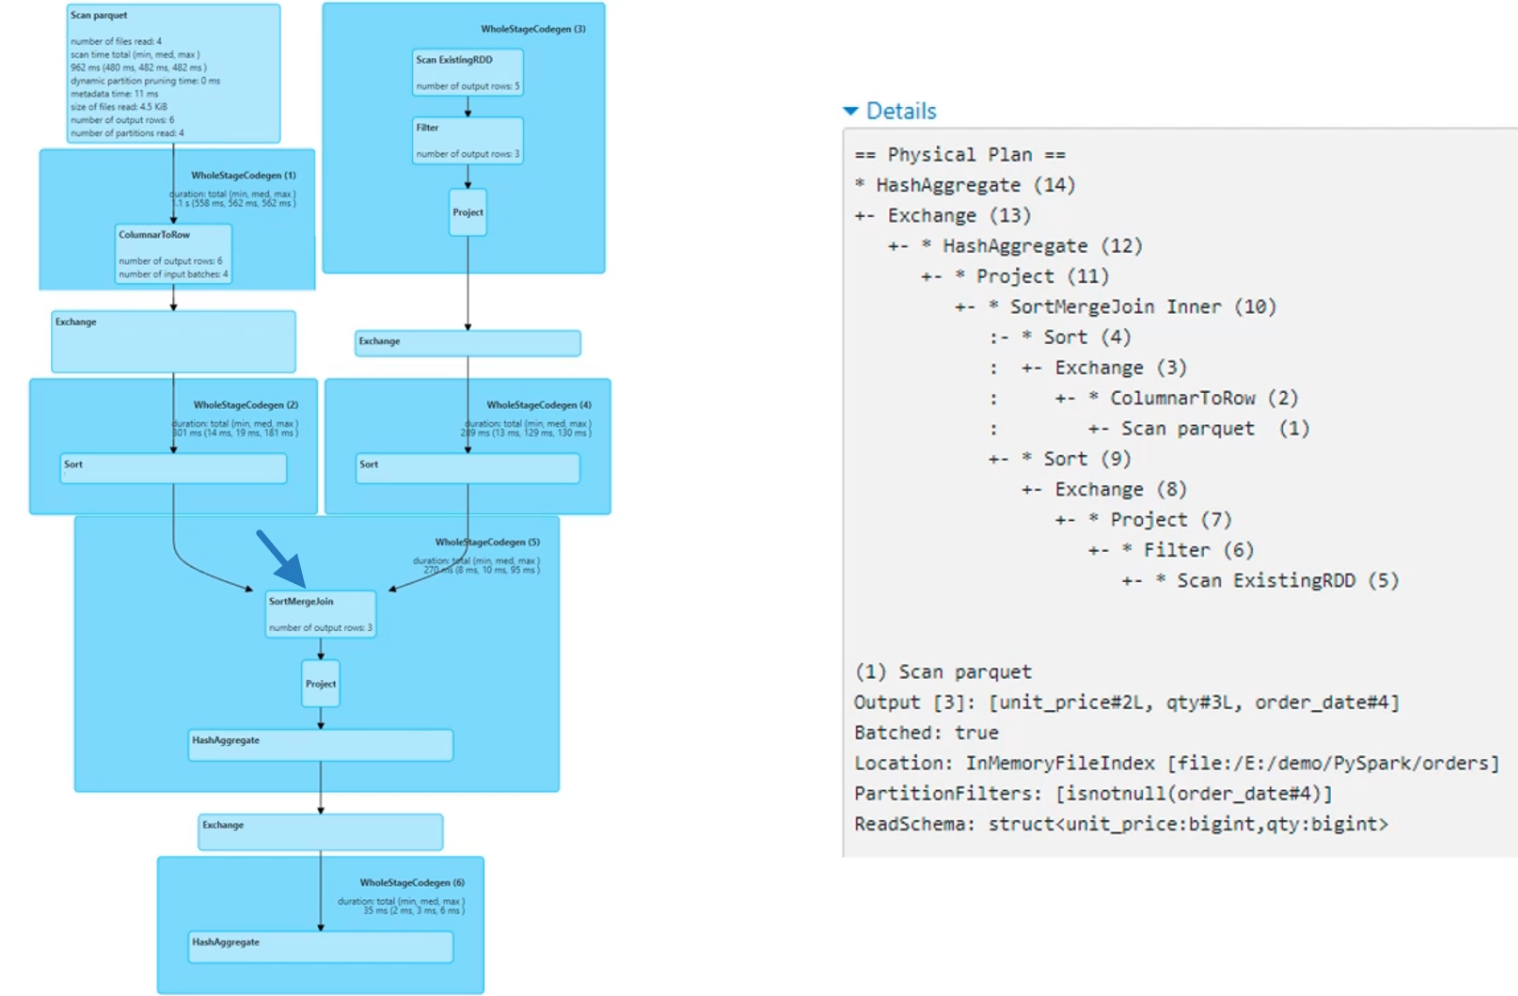 Scan parquet
number of files read: 4
scan time total (min, med, max )
962 ms (480 ms, 482 ms, 482 ms )
dynamic partition pruning time: 0 ms
metadata time: 11 ms
size of files read: 4.5 KiB
number of output rows: 6
number of partitions read: 4
WholeStageCodegen (1)
duration: total (min, med, max )
1.1 s (558 ms, 562 ms, 562 ms )
ColumnarToRow
number of output rows: 6
number of input batches: 4
Exchange
WholeStageCodegen (2)
duration: total (min, med, max )
301 ms (14 ms, 19 ms, 181 ms )
Sort
WholeStageCodegen (3)
Scan ExistingRDD
number of output rows: 5
Filter
number of output rows: 3
Project
Exchange
WholeStageCodegen (4)
duration: total (min, med, max )
289 ms (13 ms, 129 ms, 130 ms )
Sort
WholeStageCodegen (5)
duration: total (min, med, max )
270 ms (8 ms, 10 ms, 95 ms )
SortMergeJoin
number of output rows: 3
Project
HashAggregate
Exchange
WholeStageCodegen (6)
duration: total (min, med, max )
35 ms (2 ms, 3 ms, 6 ms )
HashAggregate
Details
== Physical Plan ==
* HashAggregate (14)
+- Exchange (13)
   +- * HashAggregate (12)
      +- * Project (11)
         +- * SortMergeJoin Inner (10)
            :- * Sort (4)
            :  +- Exchange (3)
            :     +- * ColumnarToRow (2)
            :        +- Scan parquet  (1)
            +- * Sort (9)
               +- Exchange (8)
                  +- * Project (7)
                     +- * Filter (6)
                        +- * Scan ExistingRDD (5)
(1) Scan parquet
Output [3]: [unit_price#2L, qty#3L, order_date#4]
Batched: true
Location: InMemoryFileIndex [file:/E:/demo/PySpark/orders]
PartitionFilters: [isnotnull(order_date#4)]
ReadSchema: struct<unit_price:bigint,qty:bigint>